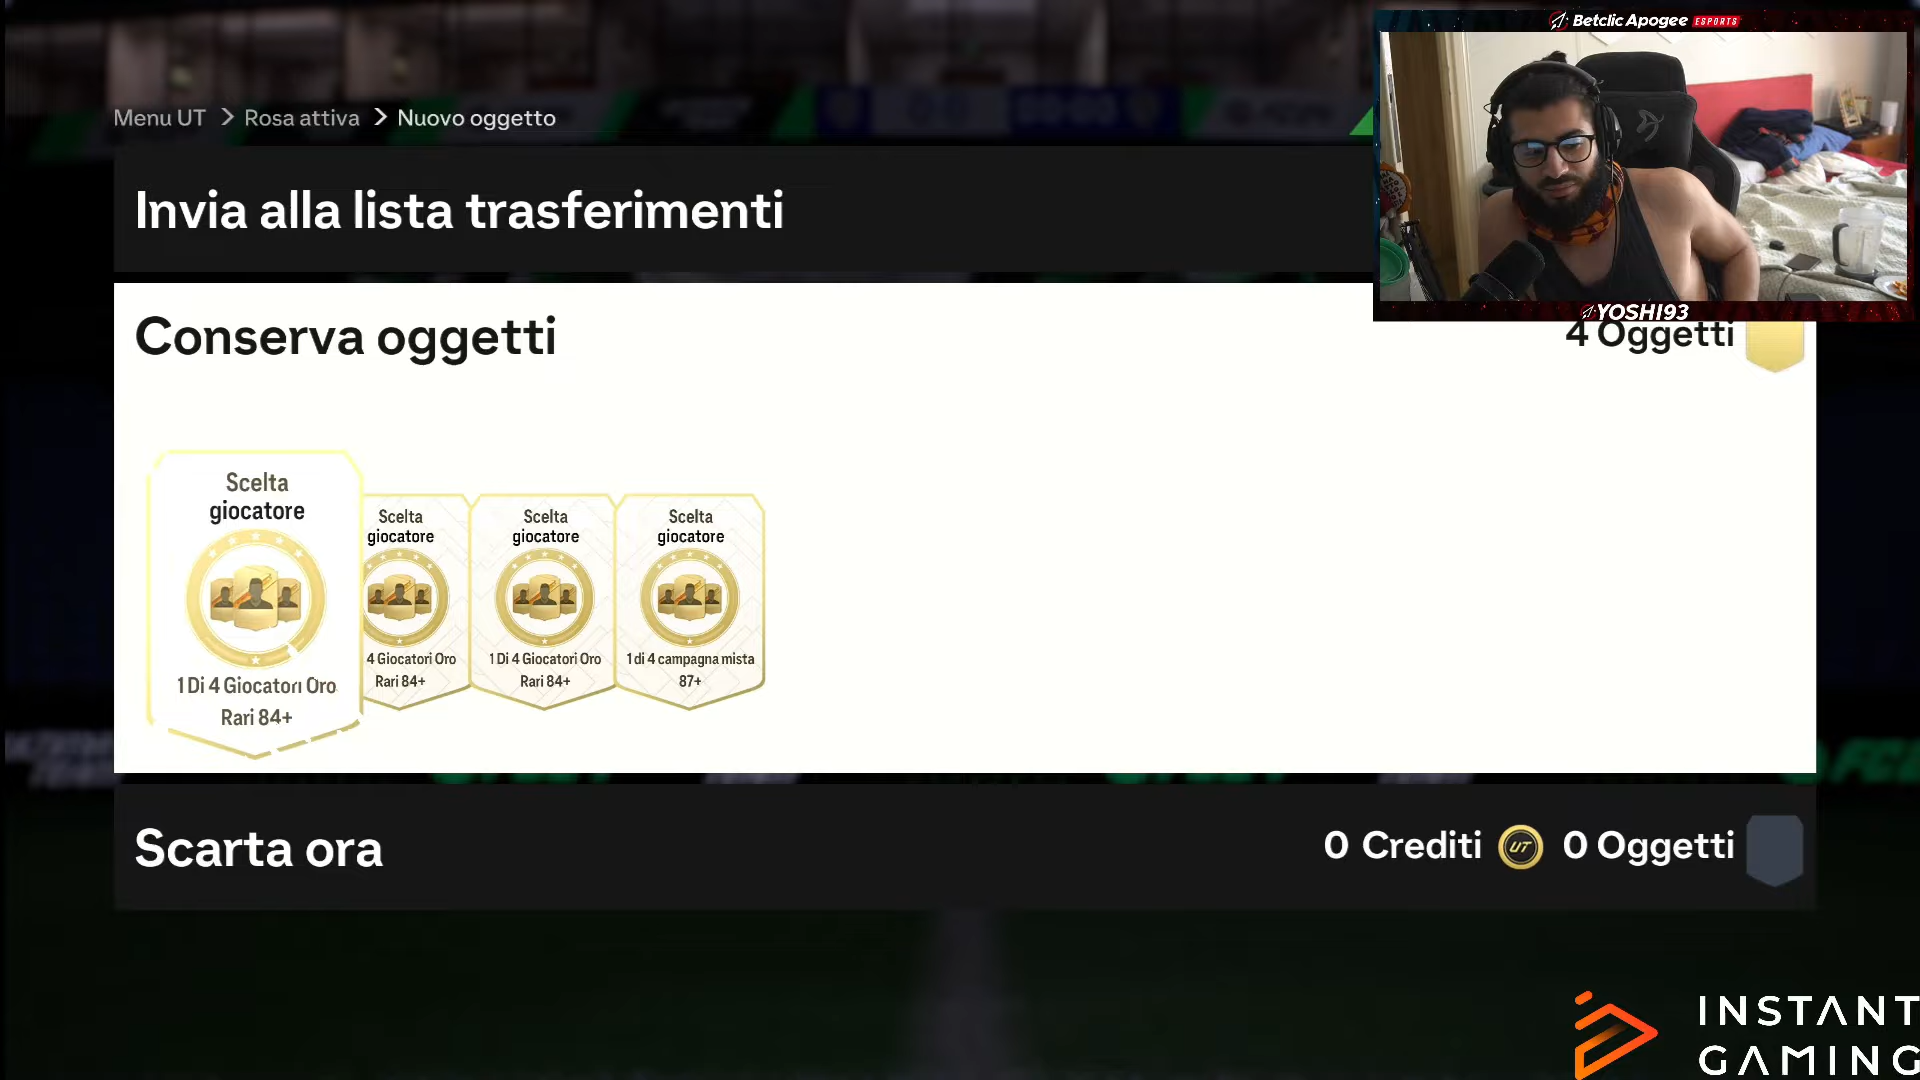 Betclic Apogee ESPORTS
Menu UT > Rosa attiva > Nuovo oggetto
Invia alla lista trasferimenti
YOSHI93
Conserva oggetti
4 Oggetti
Scelta
giocatore
1 Di 4 Giocatori Oro
Rari 84+
Scelta
giocatore
4 Giocatori Oro
Rari 84+
Scelta
giocatore
1 Di 4 Giocatori Oro
Rari 84+
Scelta
giocatore
1 di 4 campagna mista
87+
Scarta ora
0 Crediti UT 0 Oggetti
INSTANT
GAMING